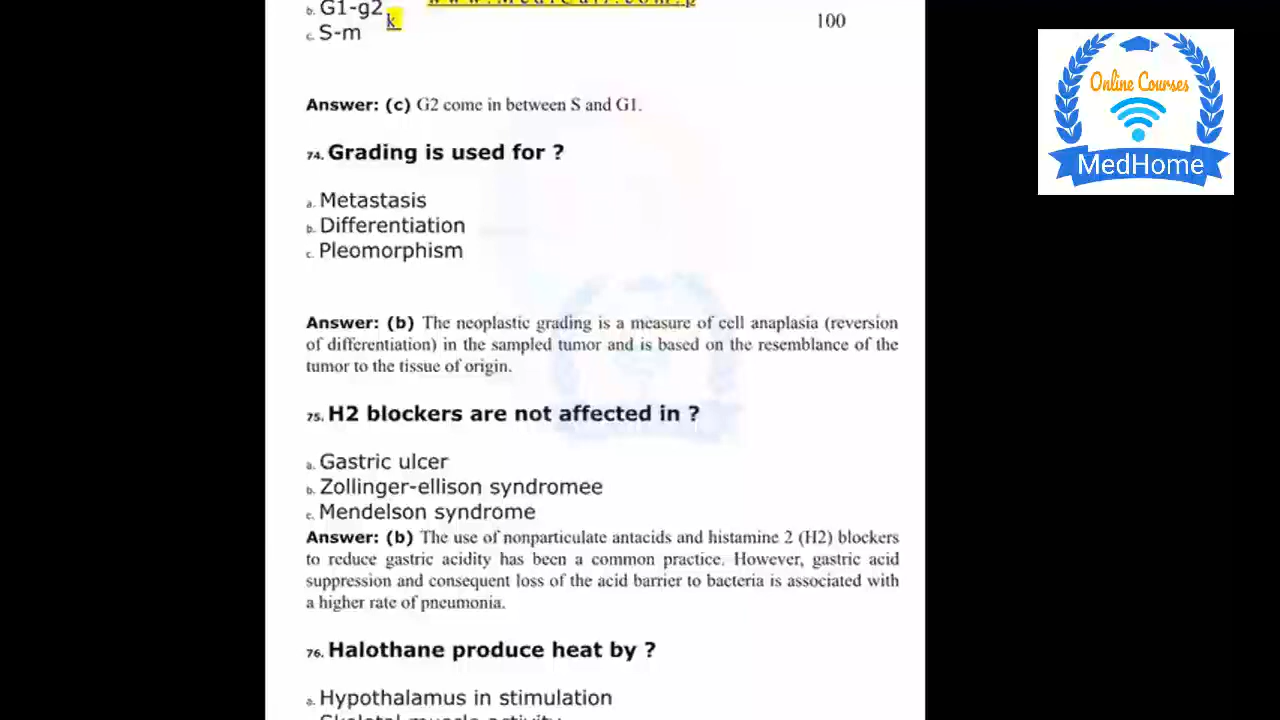 b. G1-g2
k
c. S-m
100
Answer: (c) G2 come in between S and G1.
74. Grading is used for ?
a. Metastasis
b. Differentiation
c. Pleomorphism
Answer: (b) The neoplastic grading is a measure of cell anaplasia (reversion
of differentiation) in the sampled tumor and is based on the resemblance of the
tumor to the tissue of origin.
75. H2 blockers are not affected in ?
a. Gastric ulcer
b. Zollinger-ellison syndromee
c. Mendelson syndrome
Answer: (b) The use of nonparticulate antacids and histamine 2 (H2) blockers
to reduce gastric acidity has been a common practice. However, gastric acid
suppression and consequent loss of the acid barrier to bacteria is associated with
a higher rate of pneumonia.
76. Halothane produce heat by ?
a. Hypothalamus in stimulation
Skeletal muscle activity
Online Courses
MedHome